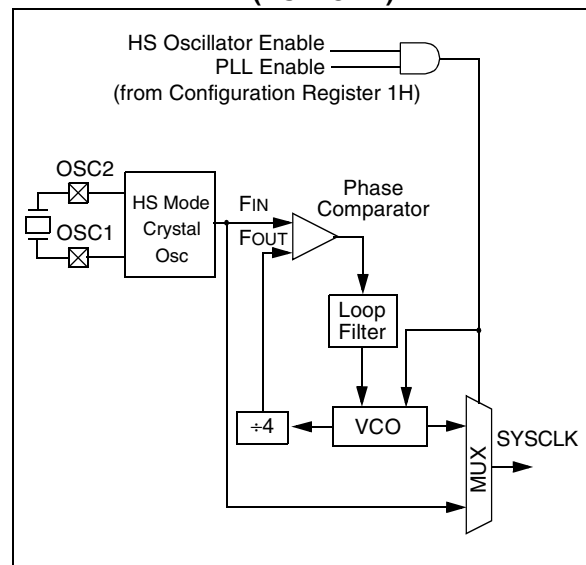 HS Oscillator Enable
PLL Enable
(from Configuration Register 1H)
OSC2
OSC1
HS Mode
Crystal
Osc
FIN
FOUT
Phase
Comparator
Loop
Filter
÷4
VCO
MUX
SYSCLK